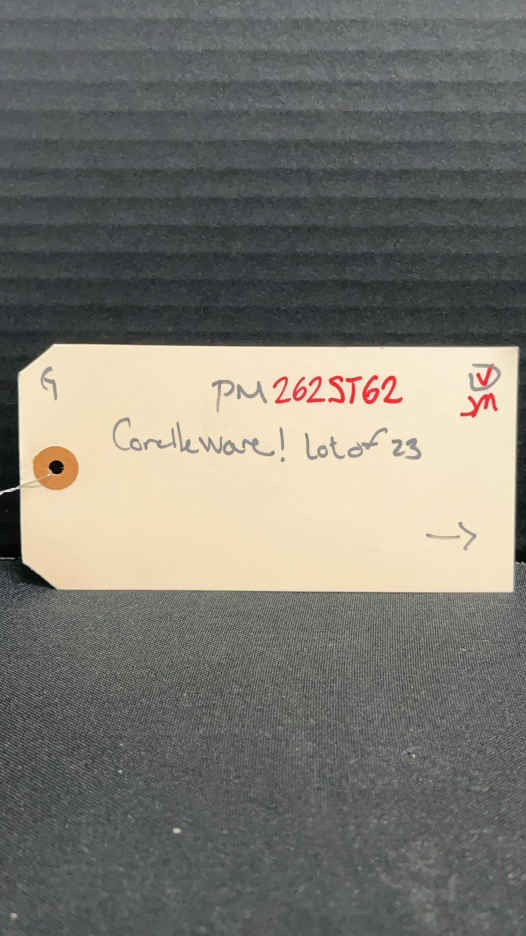 G
PM 262ST62
CorelleWare! Lot of 23
→